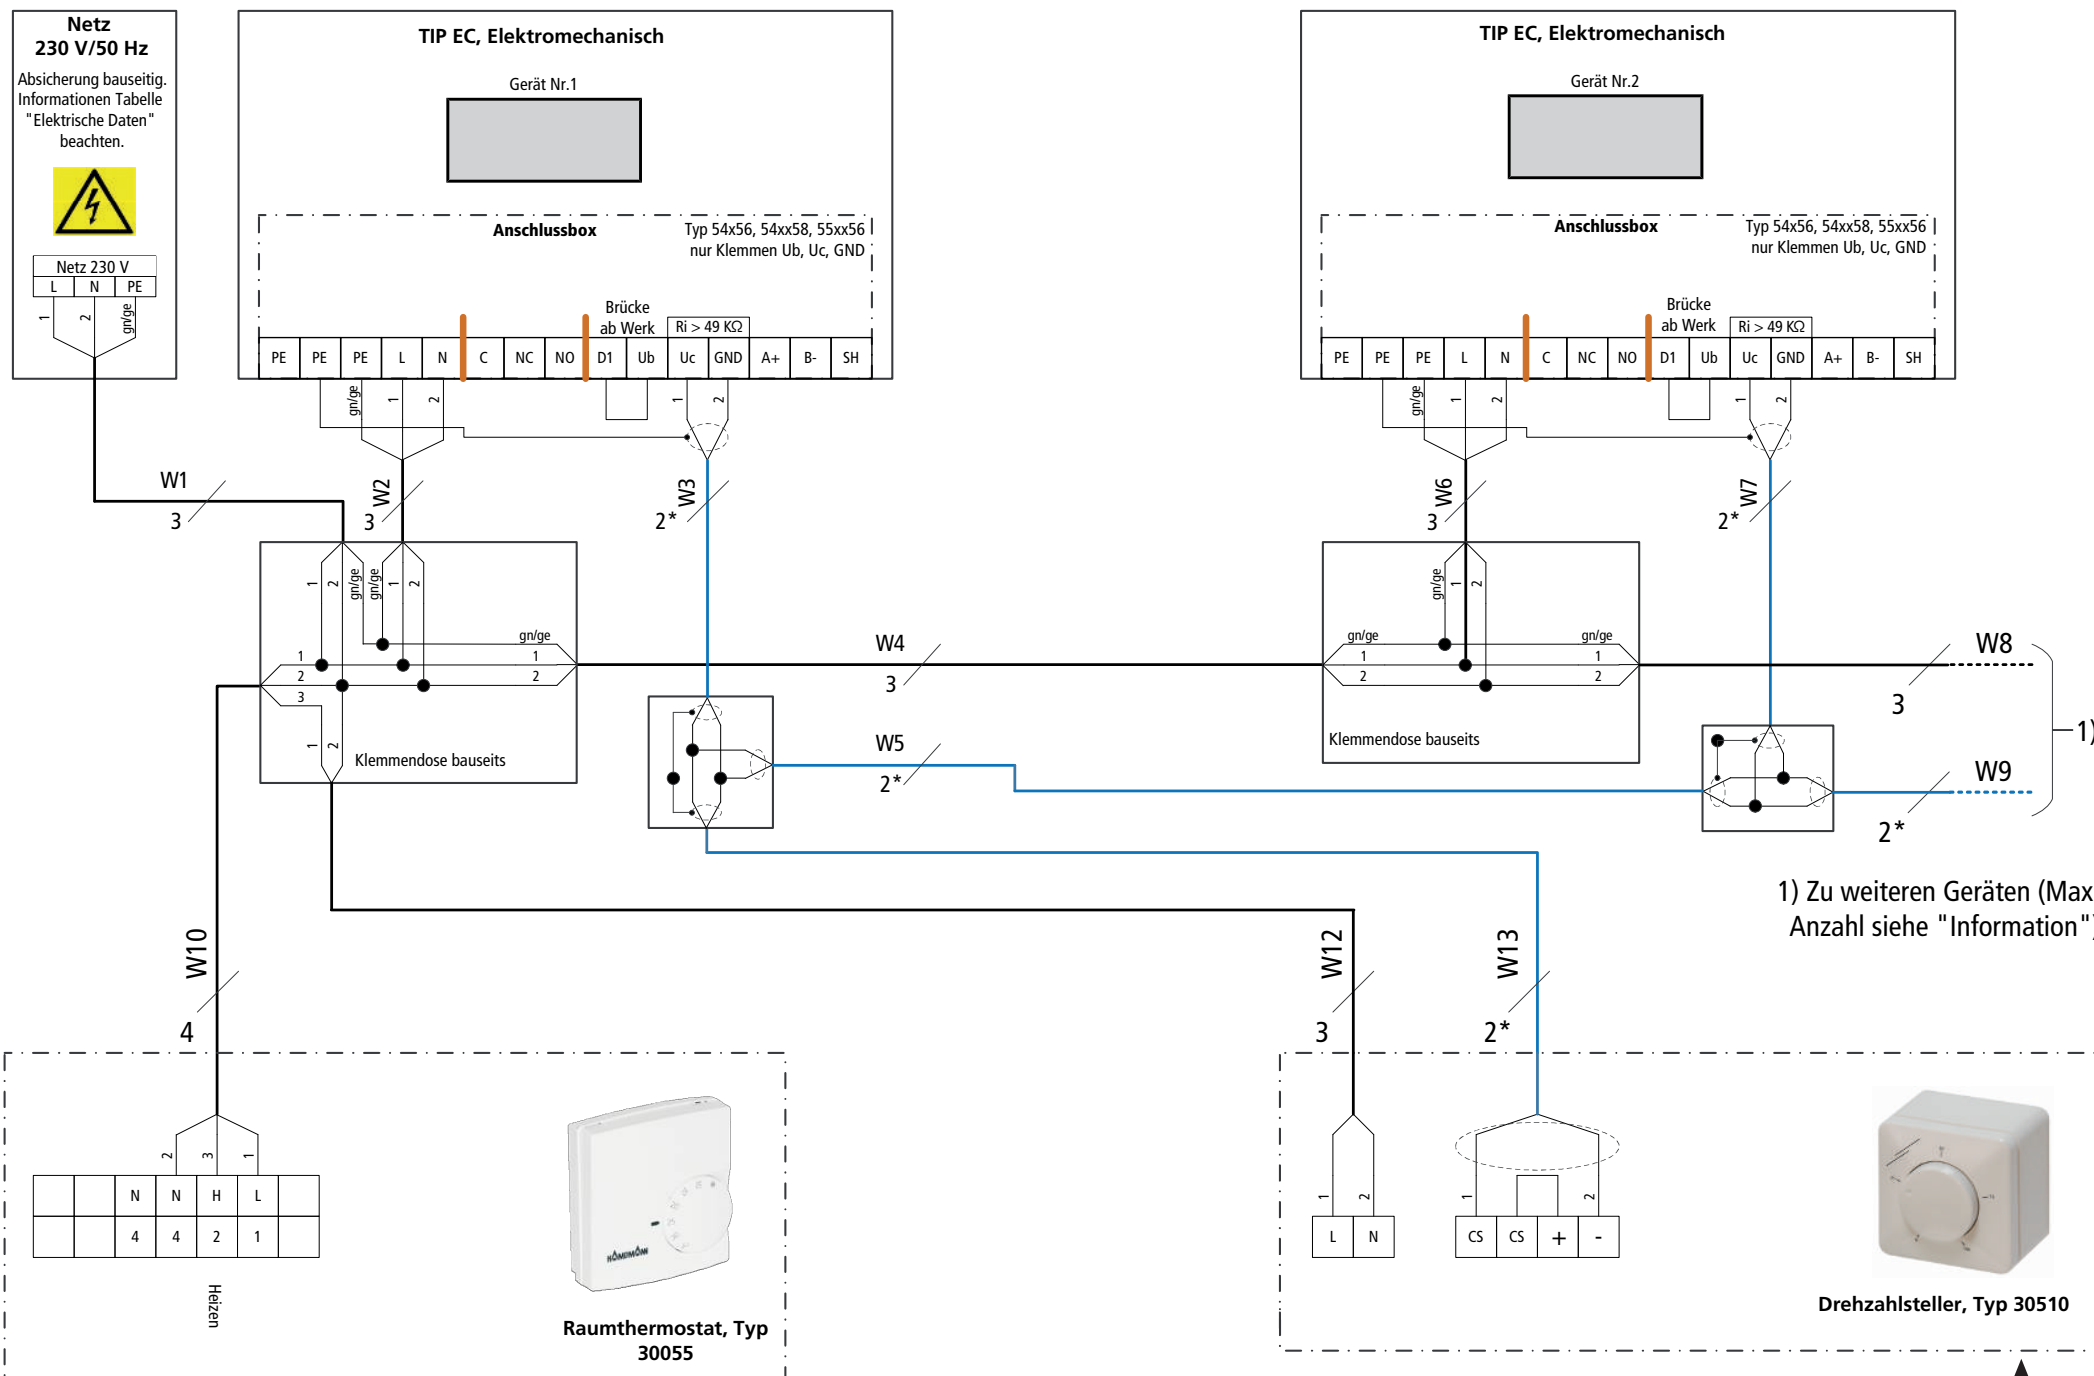 Netz
230 V/50 Hz
Absicherung bauseitig.
Informationen Tabelle
"Elektrische Daten"
beachten.
Netz 230 V
L N PE
1 2 gn/ge
TIP EC, Elektromechanisch
Gerät Nr.1
Anschlussbox
Typ 54x56, 54xx58, 55xx56
nur Klemmen Ub, Uc, GND
Brücke
ab Werk
Ri > 49 KΩ
PE PE PE L N C NC NO D1 Ub Uc GND A+ B- SH
gn/ge 1 2 1 2
TIP EC, Elektromechanisch
Gerät Nr.2
Anschlussbox
Typ 54x56, 54xx58, 55xx56
nur Klemmen Ub, Uc, GND
Brücke
ab Werk
Ri > 49 KΩ
PE PE PE L N C NC NO D1 Ub Uc GND A+ B- SH
gn/ge 1 2 1 2
W1
3
W2
3
W3
2*
W6
3
W7
2*
1 2 gn/ge gn/ge 1 2
gn/ge
1 1
2 2
3
1 2
Klemmendose bauseits
W4
3
W5
2*
gn/ge 1 2
gn/ge gn/ge
1 1
2 2
Klemmendose bauseits
W8
3
W9
2*
1)
1) Zu weiteren Geräten (Max
Anzahl siehe "Information")
W10
4
W12
3
W13
2*
2 3 1
N N H L
4 4 2 1
Heizen
Raumthermostat, Typ
30055
1 2
L N
1 2
CS CS + -
Drehzahlsteller, Typ 30510